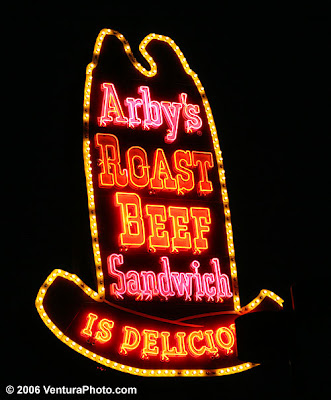 Arby's
ROAST
BEEF
Sandwich
IS DELICIO
© 2006 VenturaPhoto.com